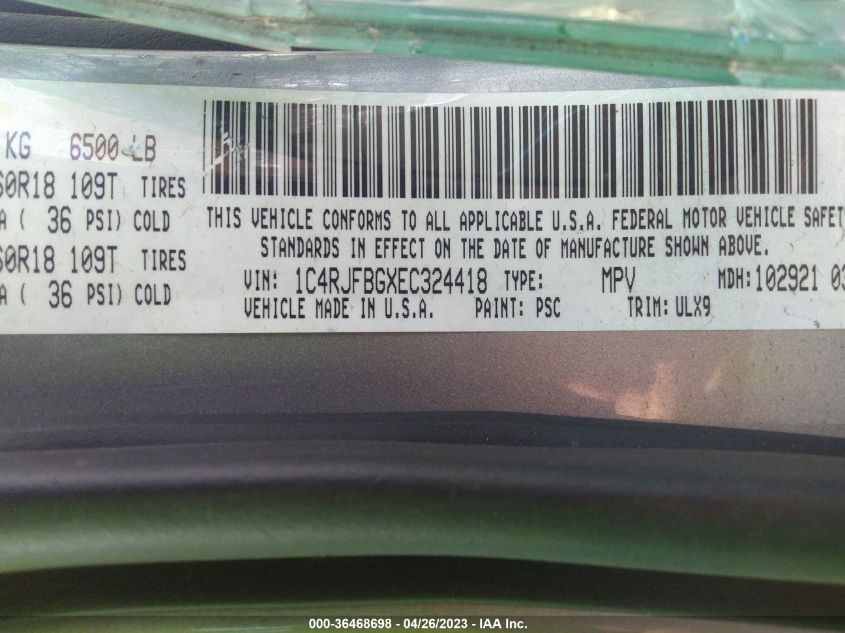 KG 6500 LB
60R18 109T TIRES
A ( 36 PSI) COLD
60R18 109T TIRES
A ( 36 PSI) COLD
THIS VEHICLE CONFORMS TO ALL APPLICABLE U.S.A. FEDERAL MOTOR VEHICLE SAFET
STANDARDS IN EFFECT ON THE DATE OF MANUFACTURE SHOWN ABOVE.
VIN: 1C4RJFBGXEC324418 TYPE: MPV MDH:102921 03
VEHICLE MADE IN U.S.A. PAINT: PSC TRIM: ULX9
000-36468698 - 04/26/2023 - IAA Inc.